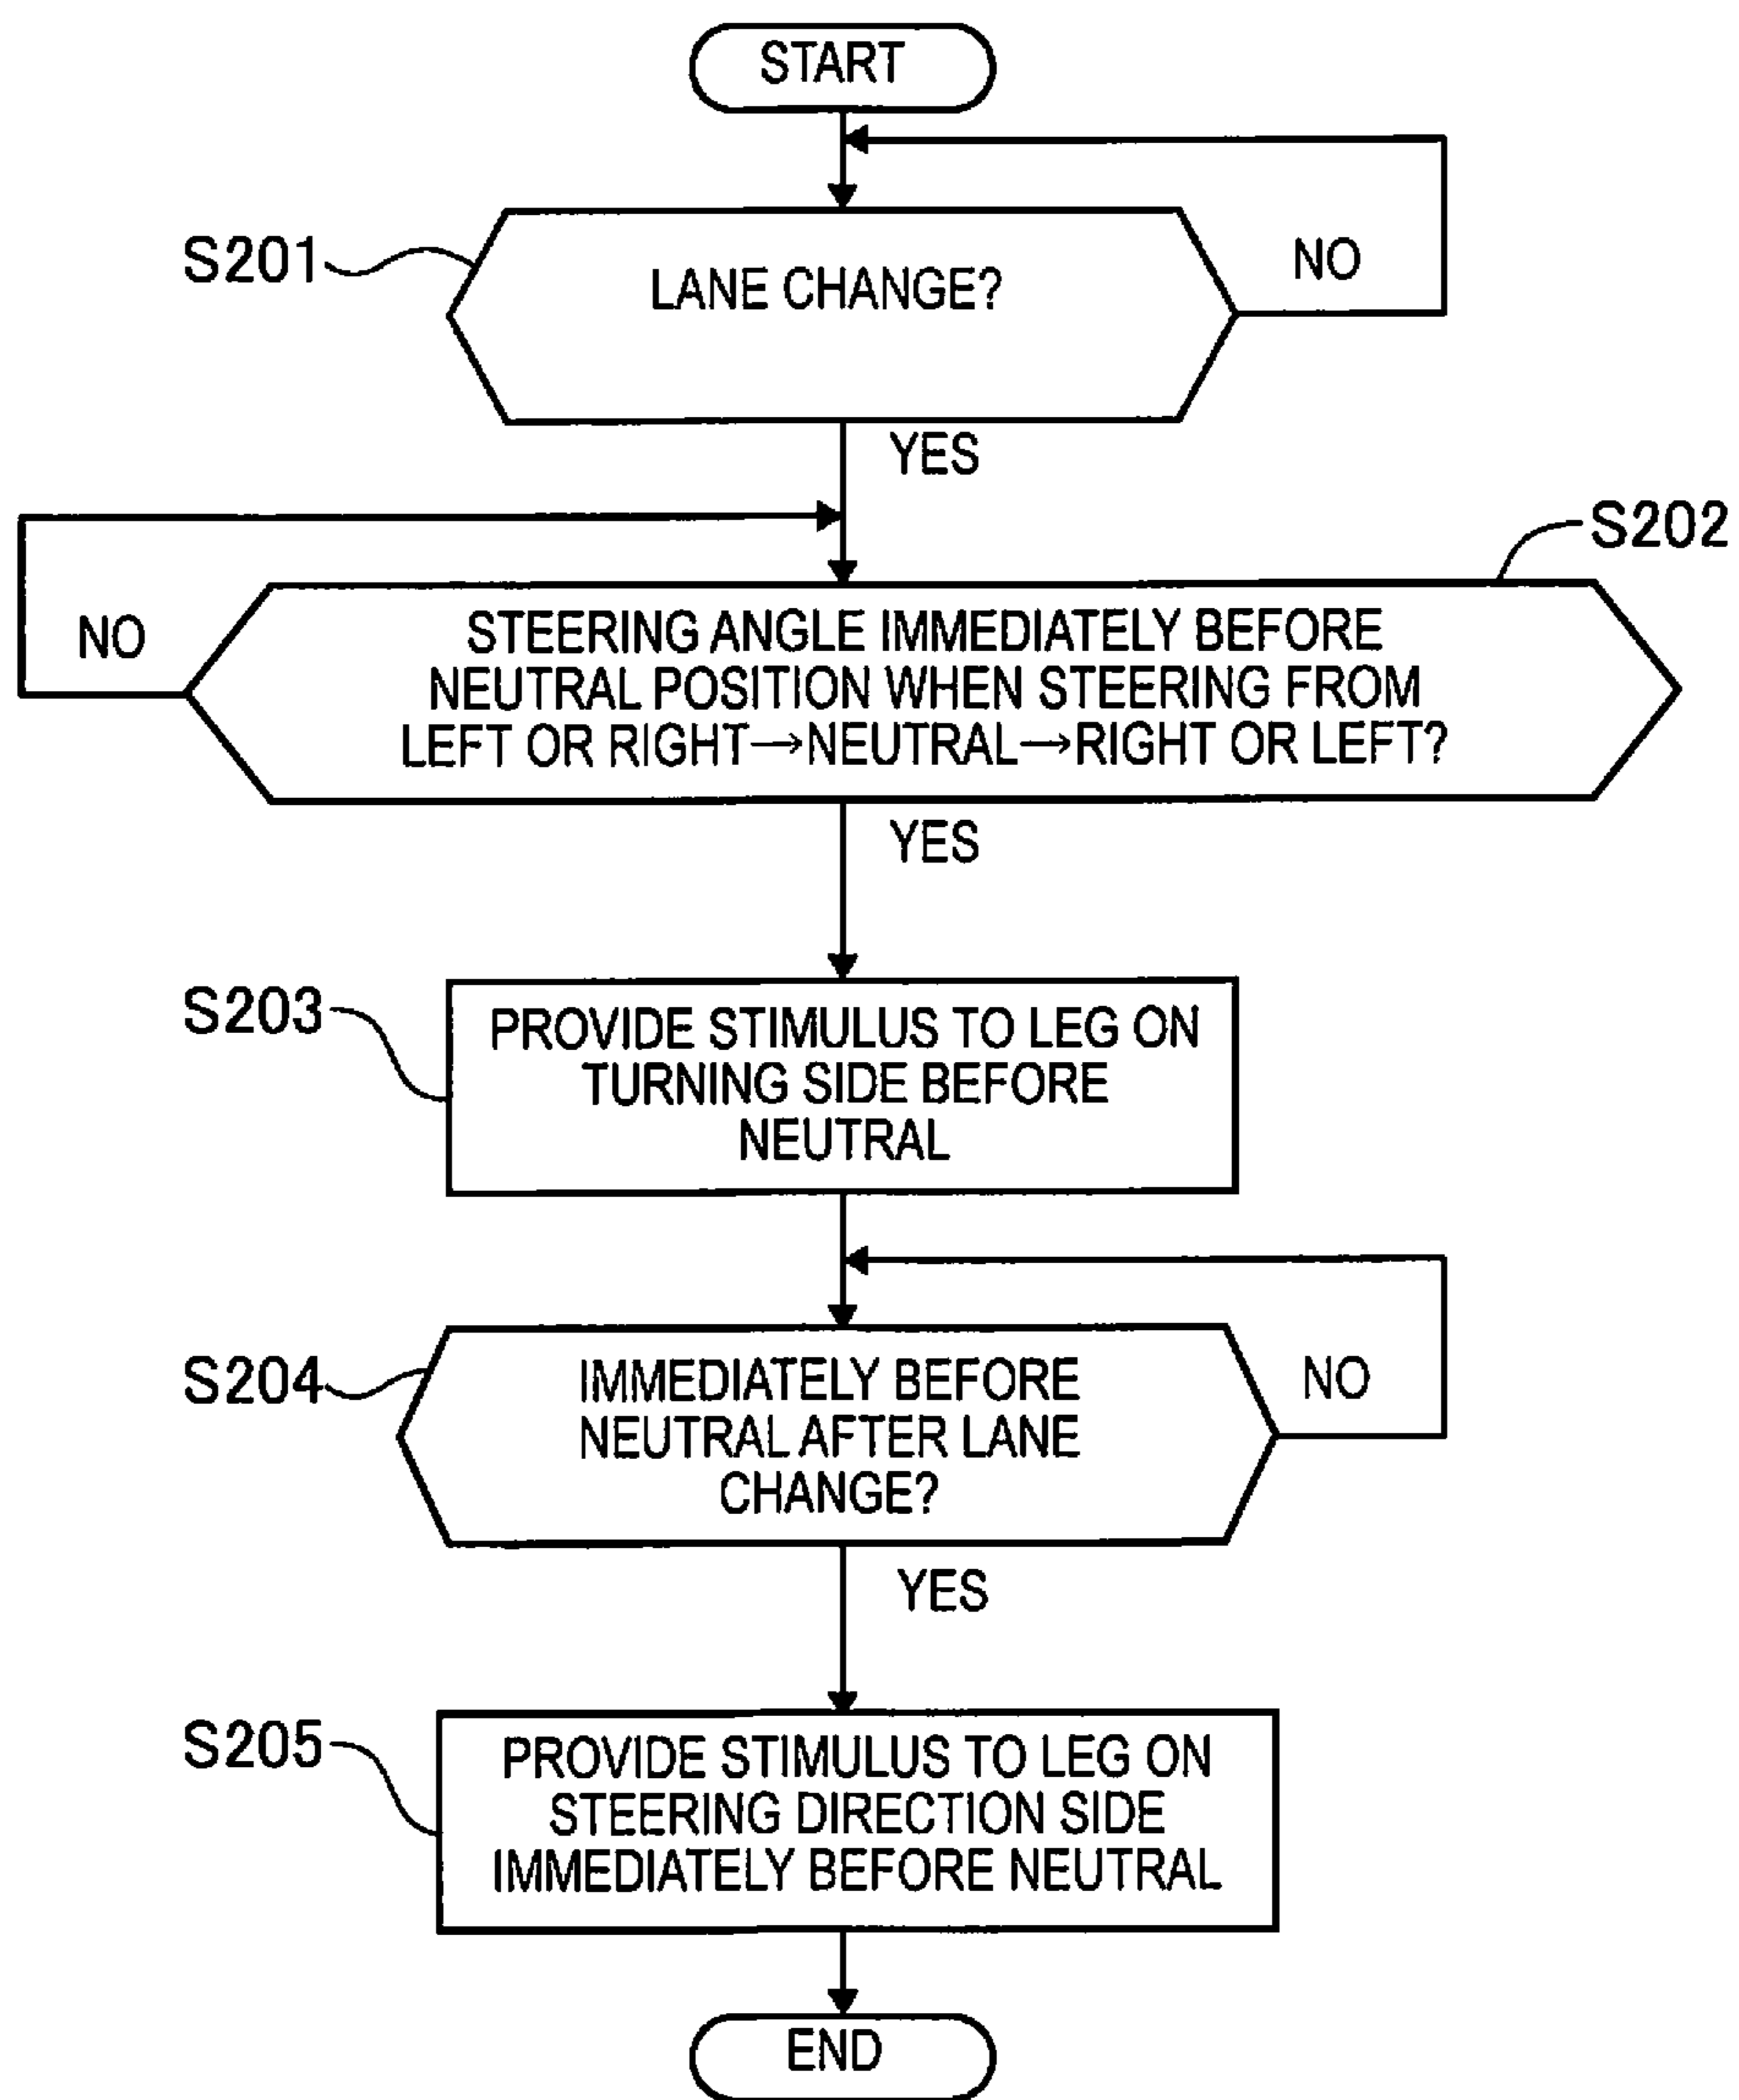 START
S201
LANE CHANGE?
NO
YES
S202
NO
STEERING ANGLE IMMEDIATELY BEFORE
NEUTRAL POSITION WHEN STEERING FROM
LEFT OR RIGHT→NEUTRAL→RIGHT OR LEFT?
YES
S203
PROVIDE STIMULUS TO LEG ON
TURNING SIDE BEFORE
NEUTRAL
S204
IMMEDIATELY BEFORE
NEUTRAL AFTER LANE
CHANGE?
NO
YES
S205
PROVIDE STIMULUS TO LEG ON
STEERING DIRECTION SIDE
IMMEDIATELY BEFORE NEUTRAL
END